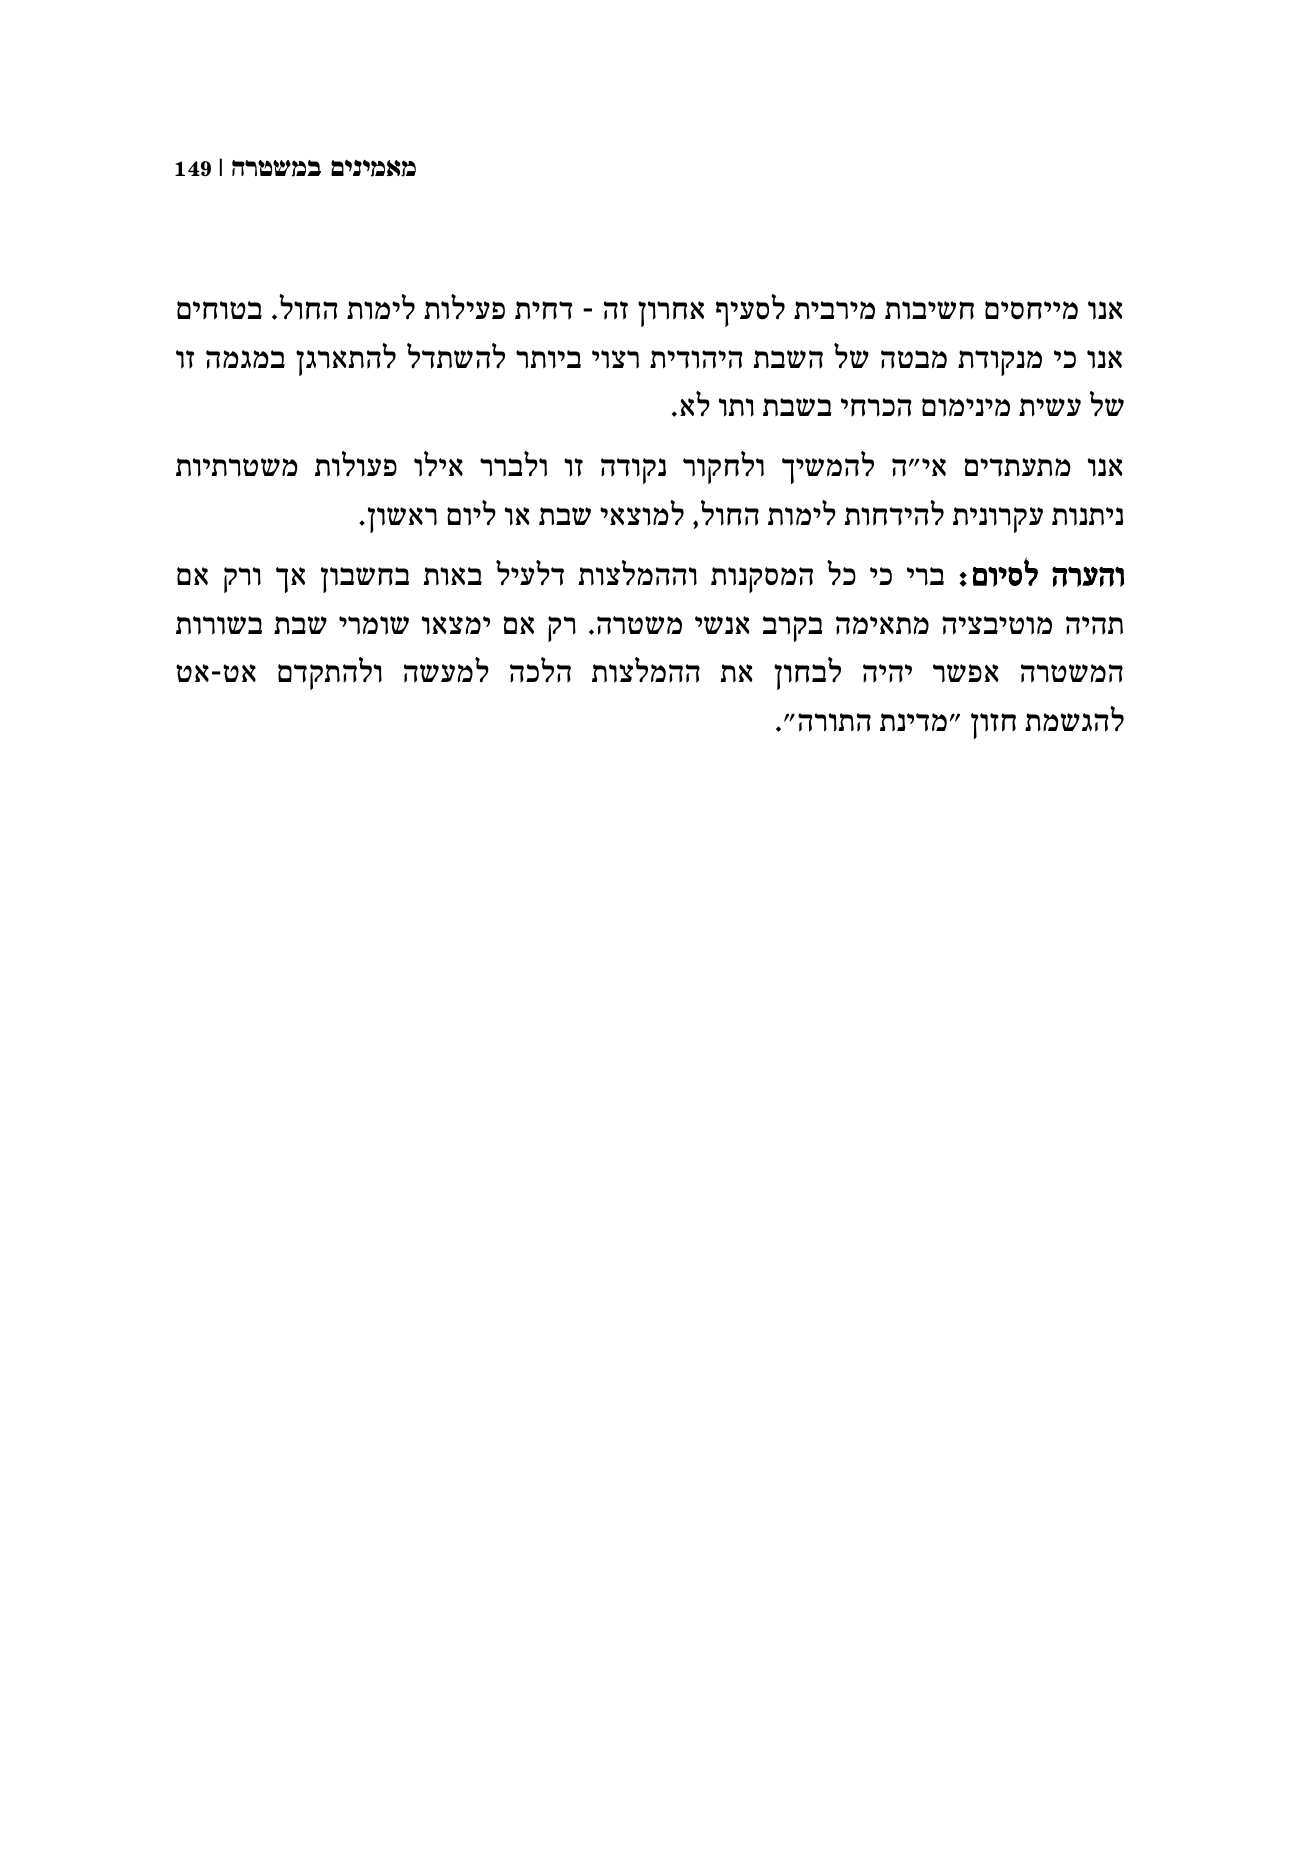 מאמינים במשטרה | 149
אנו מייחסים חשיבות מירבית לסעיף אחרון זה - דחית פעילות לימות החול. בטוחים
אנו כי מנקודת מבטה של השבת היהודית רצוי ביותר להשתדל להתארגן במגמה זו
של עשית מינימום הכרחי בשבת ותו לא.
אנו מתעתדים אי״ה להמשיך ולחקור נקודה זו ולברר אילו פעולות משטרתיות
ניתנות עקרונית להידחות לימות החול, למוצאי שבת או ליום ראשון.
והערה לסיום: ברי כי כל המסקנות וההמלצות דלעיל באות בחשבון אך ורק אם
תהיה מוטיבציה מתאימה בקרב אנשי משטרה. רק אם ימצאו שומרי שבת בשורות
המשטרה אפשר יהיה לבחון את ההמלצות הלכה למעשה ולהתקדם אט-אט
להגשמת חזון ״מדינת התורה״.